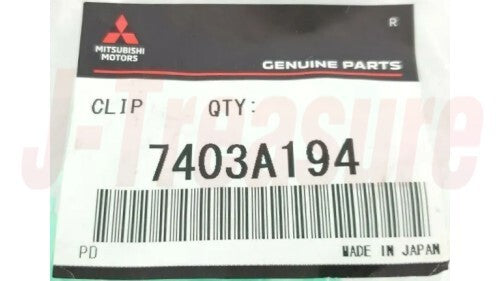 R
MITSUBISHI
MOTORS
GENUINE PARTS
CLIP QTY:
7403A194
PD MADE IN JAPAN
J-Treasure